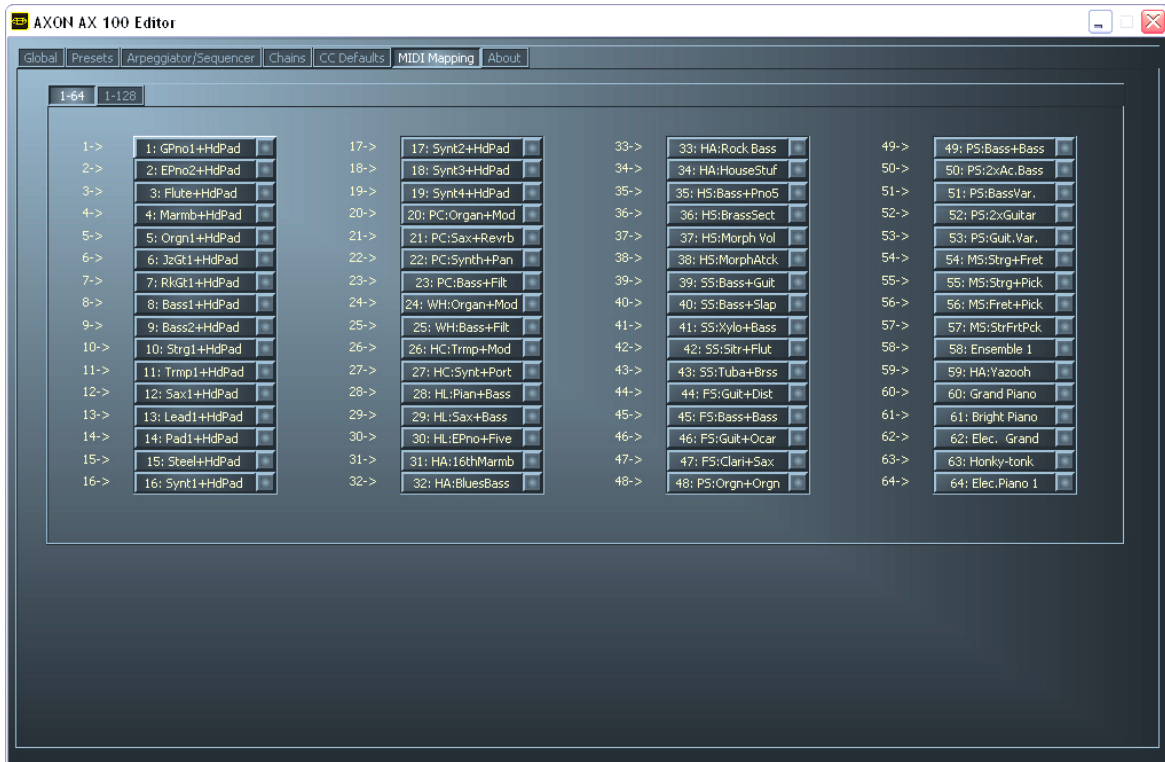 AXON AX 100 Editor
Global Presets Arpeggiator/Sequencer Chains CC Defaults MIDI Mapping About
1-64 1-128
1-> 1: GPno1+HdPad 17-> 17: Synt2+HdPad 33-> 33: HA:Rock Bass 49-> 49: PS:Bass+Bass
2-> 2: EPno2+HdPad 18-> 18: Synt3+HdPad 34-> 34: HA:HouseStuf 50-> 50: PS:2xAc.Bass
3-> 3: Flute+HdPad 19-> 19: Synt4+HdPad 35-> 35: HS:Bass+Pno5 51-> 51: PS:BassVar.
4-> 4: Marmb+HdPad 20-> 20: PC:Organ+Mod 36-> 36: HS:BrassSect 52-> 52: PS:2xGuitar
5-> 5: Orgn1+HdPad 21-> 21: PC:Sax+Revrb 37-> 37: HS:Morph Vol 53-> 53: PS:Guit.Var.
6-> 6: JzGt1+HdPad 22-> 22: PC:Synth+Pan 38-> 38: HS:MorphAtck 54-> 54: MS:Strg+Fret
7-> 7: RkGt1+HdPad 23-> 23: PC:Bass+Filt 39-> 39: SS:Bass+Guit 55-> 55: MS:Strg+Pick
8-> 8: Bass1+HdPad 24-> 24: WH:Organ+Mod 40-> 40: SS:Bass+Slap 56-> 56: MS:Fret+Pick
9-> 9: Bass2+HdPad 25-> 25: WH:Bass+Filt 41-> 41: SS:Xylo+Bass 57-> 57: MS:StrFrtPck
10-> 10: Strg1+HdPad 26-> 26: HC:Trmp+Mod 42-> 42: SS:Sitr+Flut 58-> 58: Ensemble 1
11-> 11: Trmp1+HdPad 27-> 27: HC:Synt+Port 43-> 43: SS:Tuba+Brss 59-> 59: HA:Yazooh
12-> 12: Sax1+HdPad 28-> 28: HL:Pian+Bass 44-> 44: FS:Guit+Dist 60-> 60: Grand Piano
13-> 13: Lead1+HdPad 29-> 29: HL:Sax+Bass 45-> 45: FS:Bass+Bass 61-> 61: Bright Piano
14-> 14: Pad1+HdPad 30-> 30: HL:EPno+Five 46-> 46: FS:Guit+Ocar 62-> 62: Elec. Grand
15-> 15: Steel+HdPad 31-> 31: HA:16thMarmb 47-> 47: FS:Clari+Sax 63-> 63: Honky-tonk
16-> 16: Synt1+HdPad 32-> 32: HA:BluesBass 48-> 48: PS:Orgn+Orgn 64-> 64: Elec.Piano 1